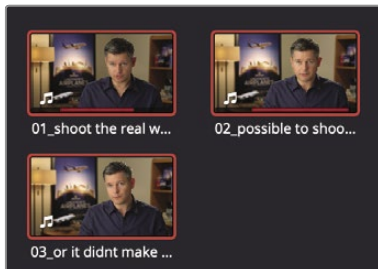 01_shoot the real w...
02_possible to shoo...
03_or it didnt make ...